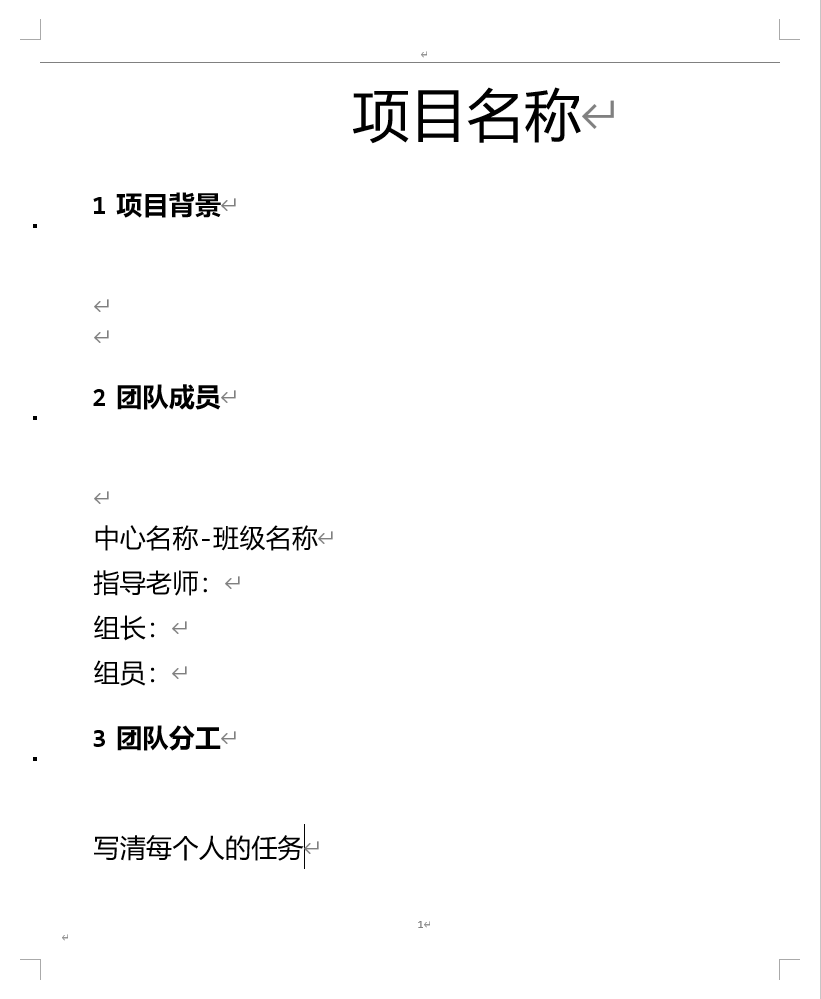 项目名称
1 项目背景
2 团队成员
中心名称-班级名称
指导老师：
组长：
组员：
3 团队分工
写清每个人的任务
1